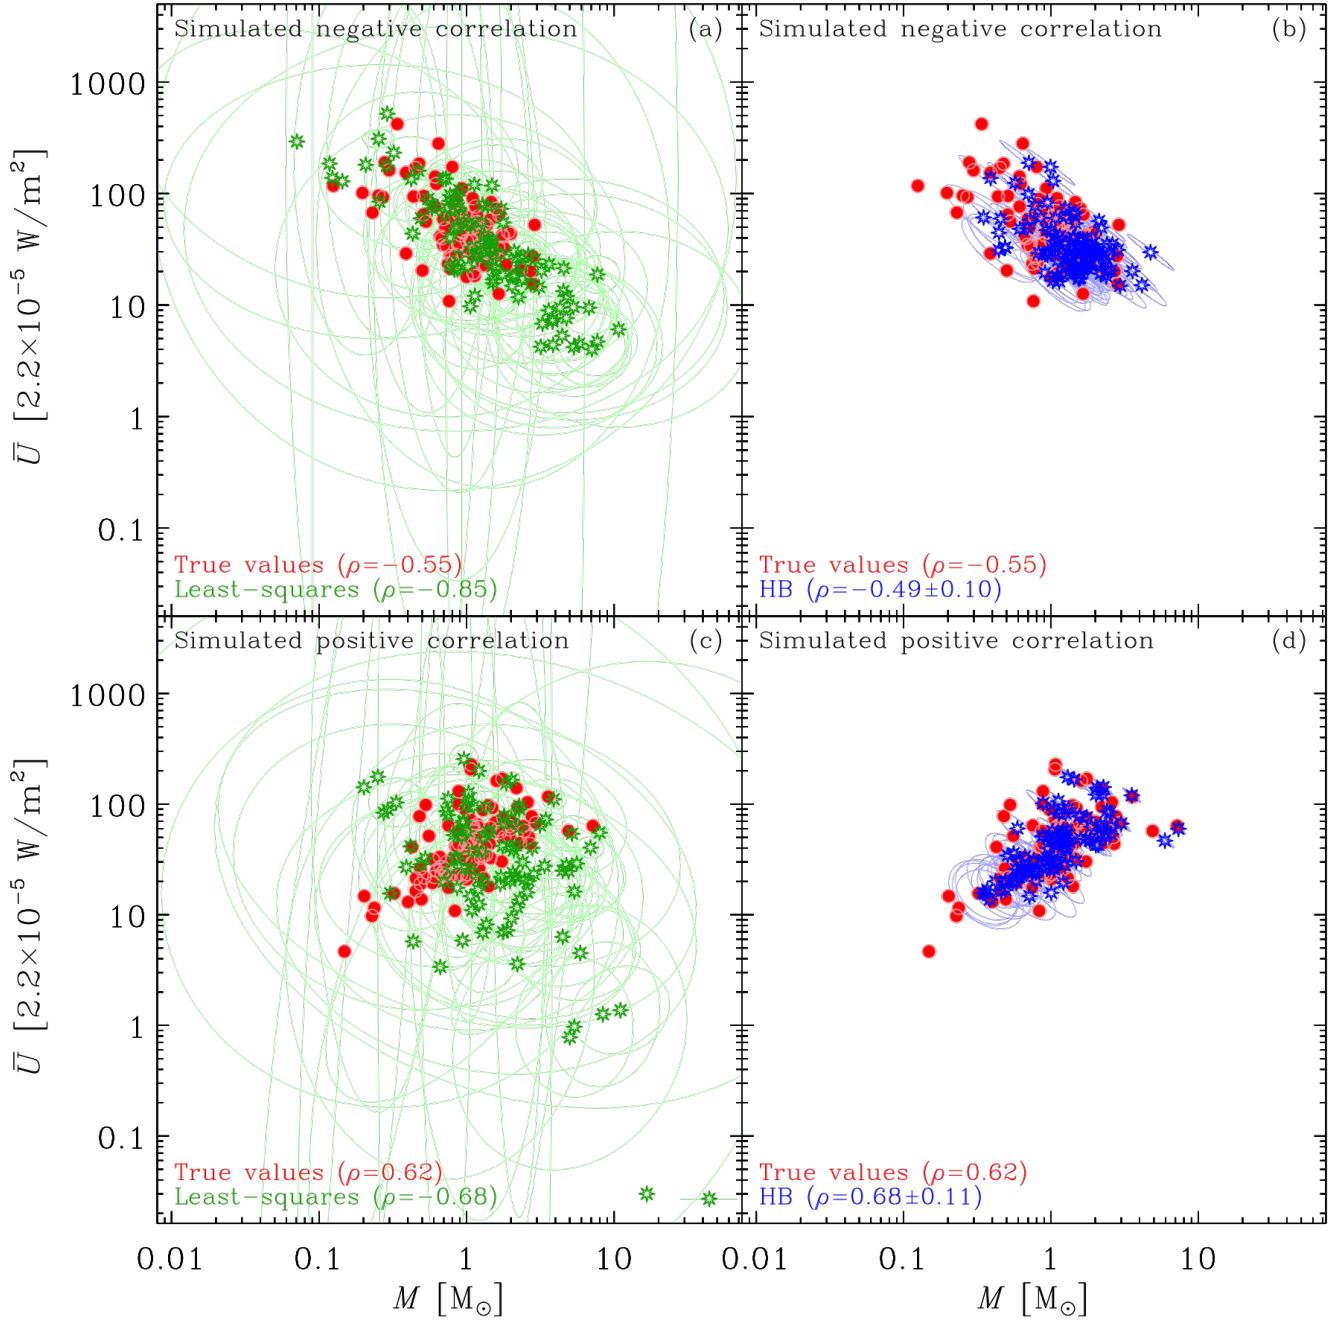 Simulated negative correlation (a)
Simulated negative correlation (b)
1000
100
10
1
0.1
U̅ [2.2×10⁻⁵ W/m²]
True values (ρ=−0.55)
Least−squares (ρ=−0.85)
True values (ρ=−0.55)
HB (ρ=−0.49±0.10)
Simulated positive correlation (c)
Simulated positive correlation (d)
1000
100
10
1
0.1
U̅ [2.2×10⁻⁵ W/m²]
True values (ρ=0.62)
Least−squares (ρ=−0.68)
True values (ρ=0.62)
HB (ρ=0.68±0.11)
0.01 0.1 1 10 0.01 0.1 1 10
M [M⊙] M [M⊙]